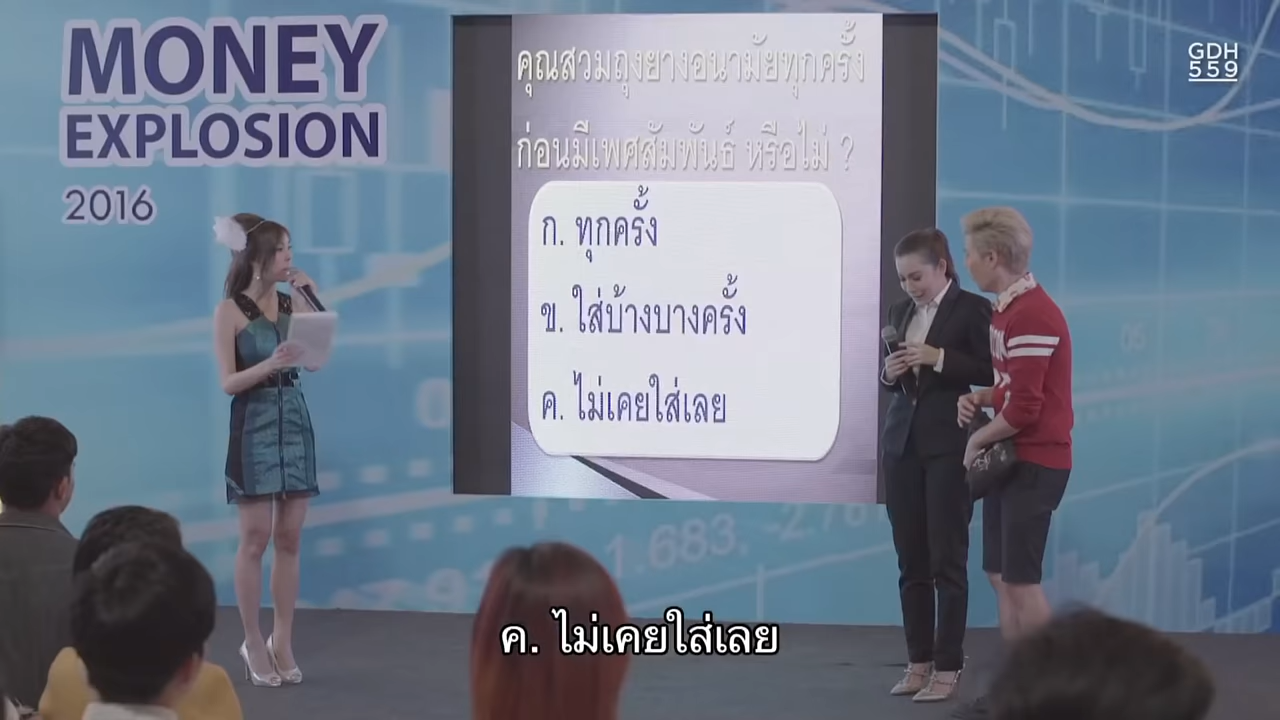 MONEY
EXPLOSION
2016
คุณสวมถุงยางอนามัยทุกครั้ง
ก่อนมีเพศสัมพันธ์ หรือไม่ ?
ก. ทุกครั้ง
ข. ใส่บ้างบางครั้ง
ค. ไม่เคยใส่เลย
GDH
559
1.683.
ค. ไม่เคยใส่เลย